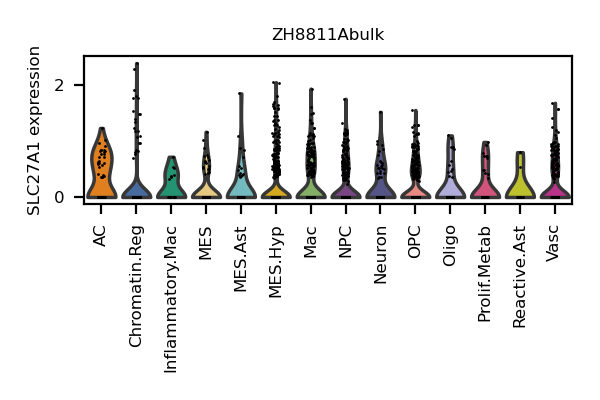 ZH8811Abulk
SLC27A1 expression
2
0
AC
Chromatin.Reg
Inflammatory.Mac
MES
MES.Ast
MES.Hyp
Mac
NPC
Neuron
OPC
Oligo
Prolif.Metab
Reactive.Ast
Vasc